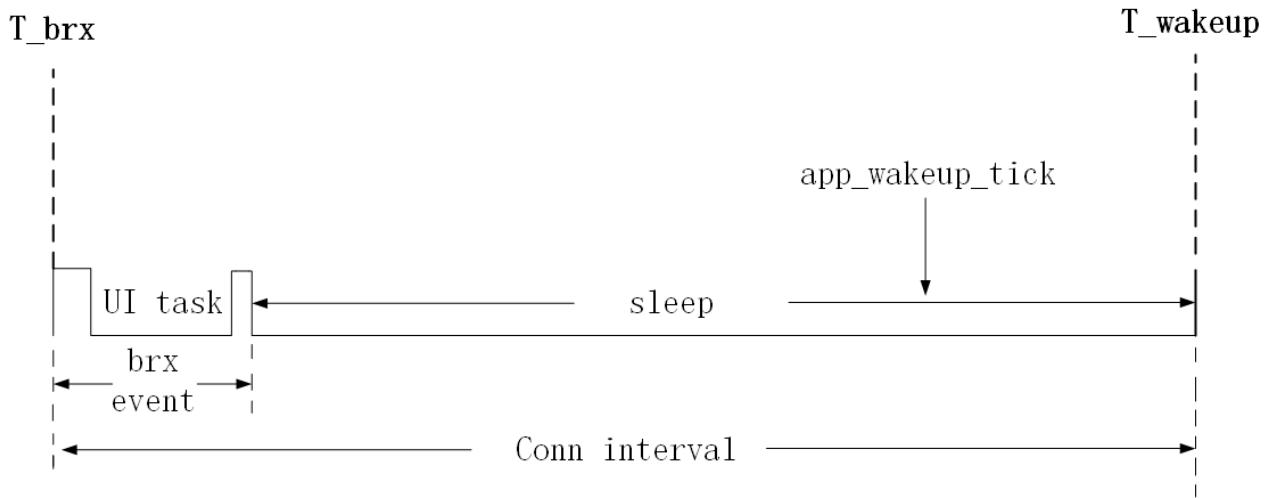 T_brx
T_wakeup
app_wakeup_tick
UI task
sleep
brx
event
Conn interval